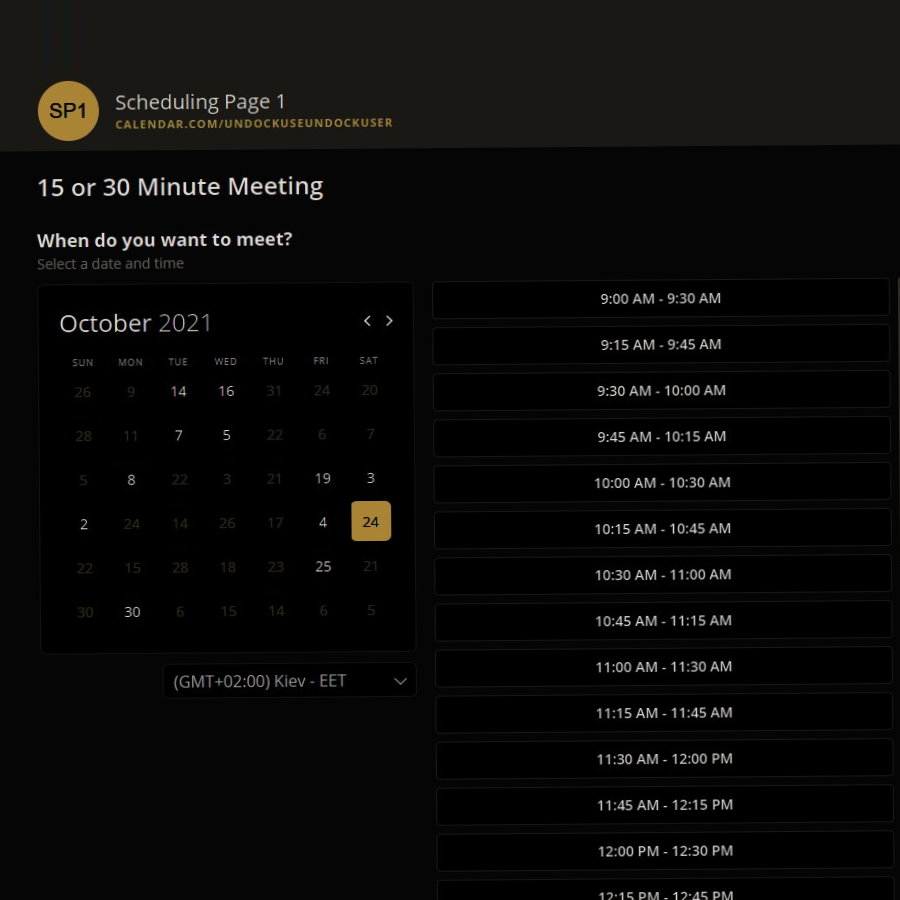 SP1
Scheduling Page 1
CALENDAR.COM/UNDOCKUSEUNDOCKUSER
15 or 30 Minute Meeting
When do you want to meet?
Select a date and time
October 2021
SUN MON TUE WED THU FRI SAT
26 9 14 16 31 24 20
28 11 7 5 22 6 7
5 8 22 3 21 19 3
2 24 14 26 17 4 24
22 15 28 18 23 25 21
30 30 6 15 14 6 5
(GMT+02:00) Kiev - EET
9:00 AM - 9:30 AM
9:15 AM - 9:45 AM
9:30 AM - 10:00 AM
9:45 AM - 10:15 AM
10:00 AM - 10:30 AM
10:15 AM - 10:45 AM
10:30 AM - 11:00 AM
10:45 AM - 11:15 AM
11:00 AM - 11:30 AM
11:15 AM - 11:45 AM
11:30 AM - 12:00 PM
11:45 AM - 12:15 PM
12:00 PM - 12:30 PM
12:15 PM - 12:45 PM